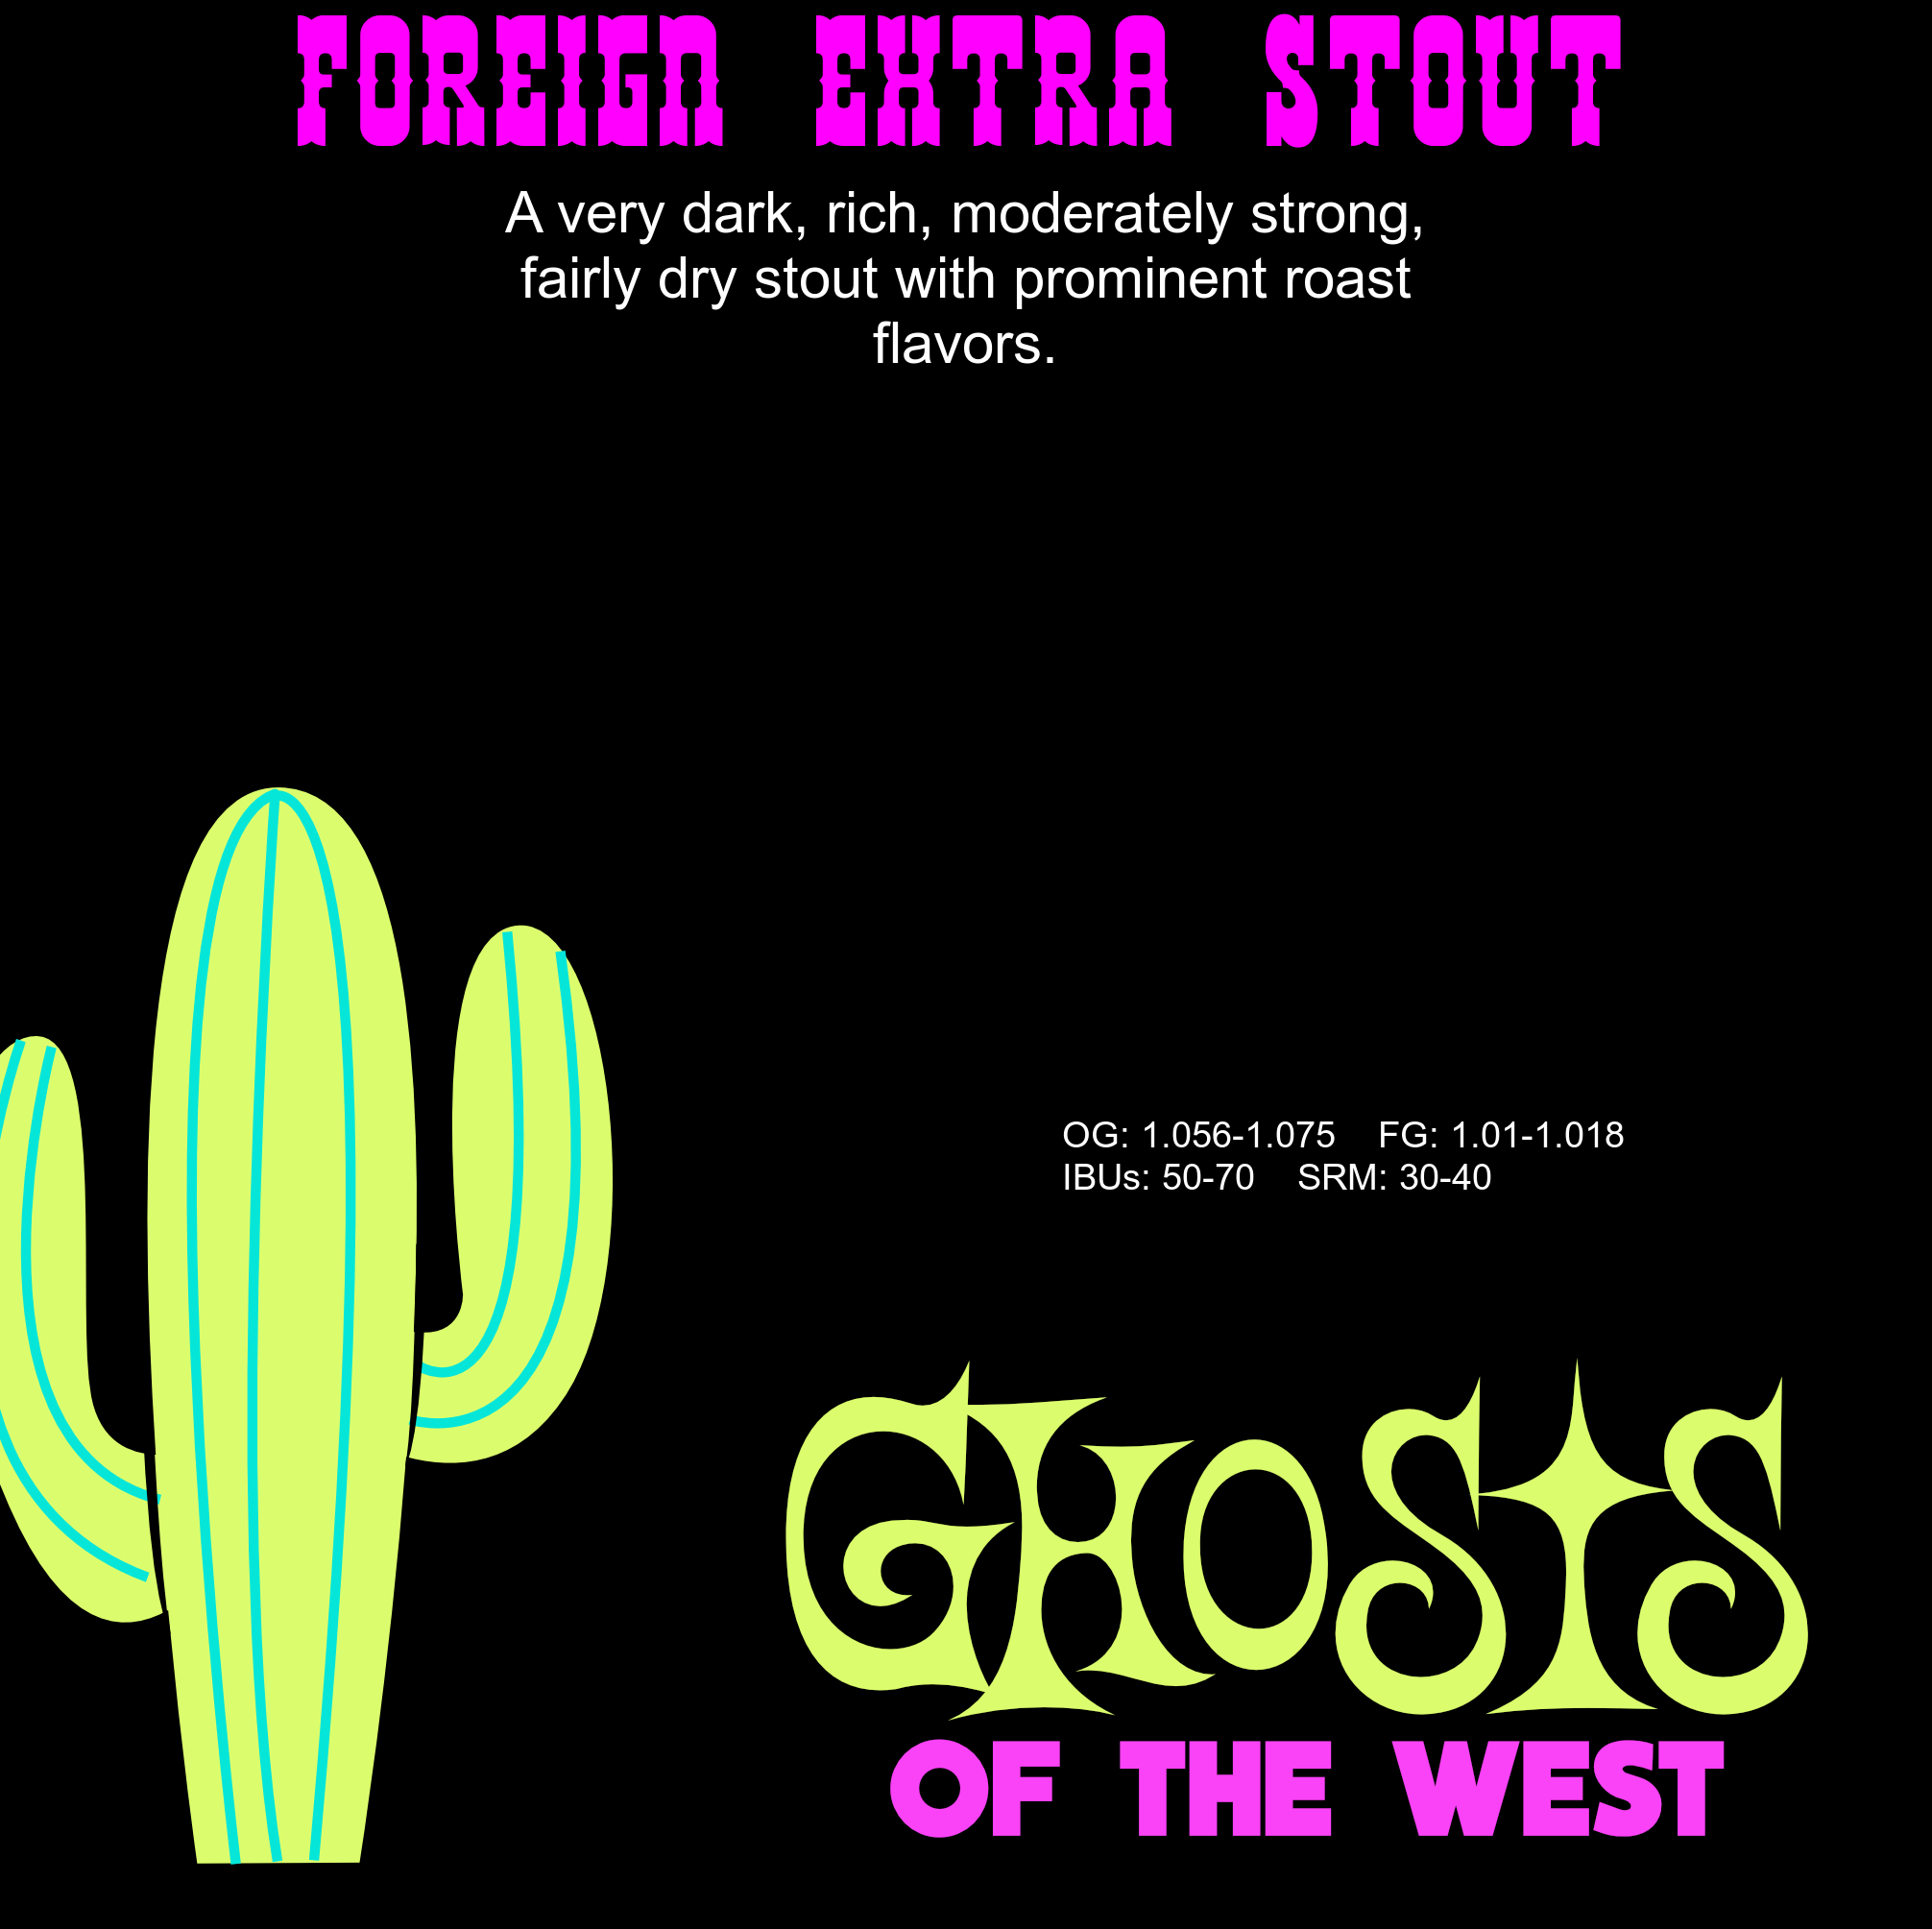 FOREIGN EXTRA STOUT
A very dark, rich, moderately strong,
fairly dry stout with prominent roast
flavors.
OG: 1.056-1.075 FG: 1.01-1.018
IBUs: 50-70 SRM: 30-40
GHOSTS
OF THE WEST